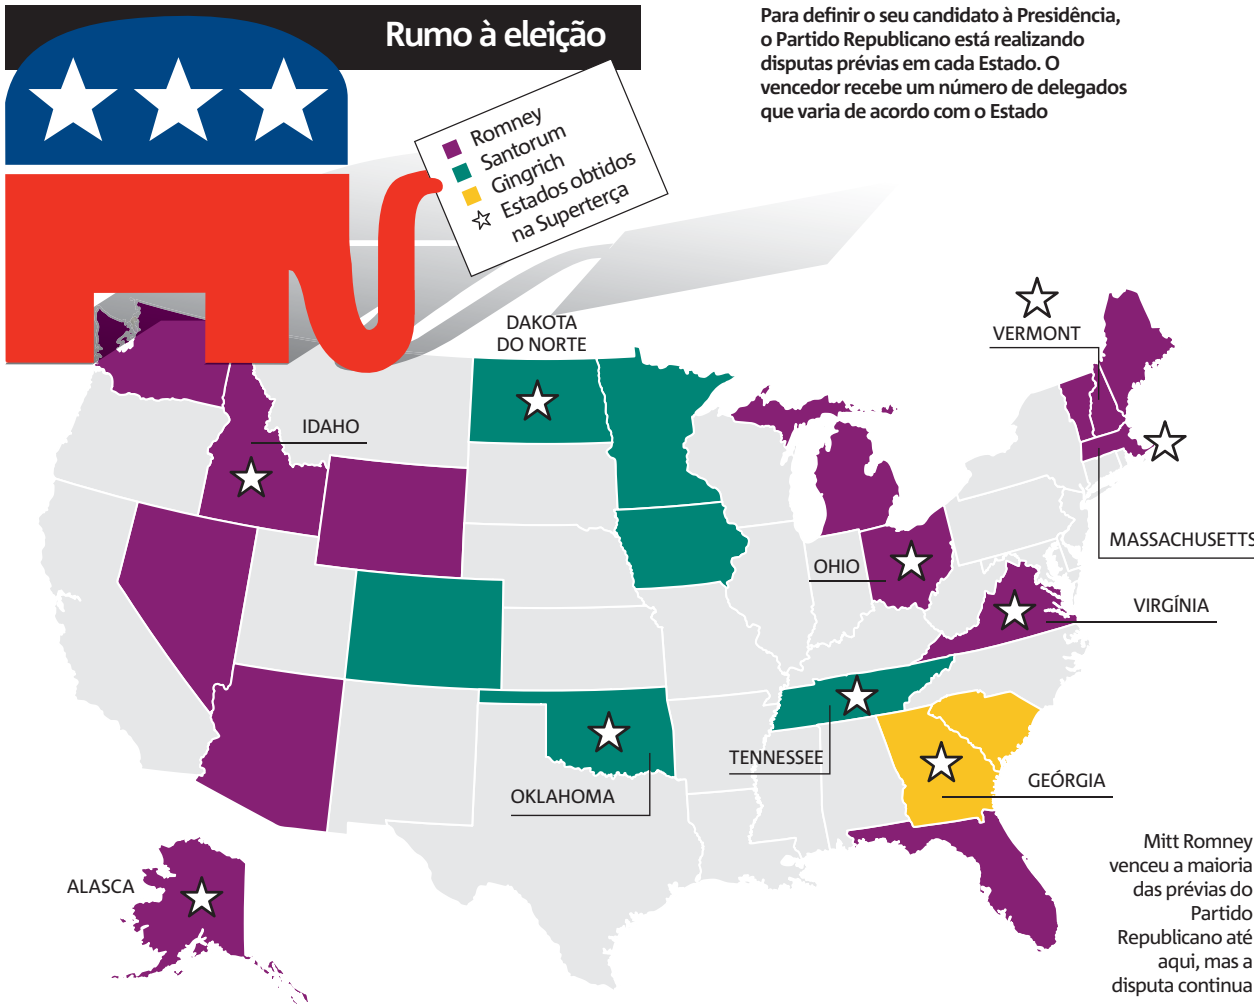 Rumo à eleição
Para definir o seu candidato à Presidência,
o Partido Republicano está realizando
disputas prévias em cada Estado. O
vencedor recebe um número de delegados
que varia de acordo com o Estado
Romney
Santorum
Gingrich
Estados obtidos
na Superterça
DAKOTA
DO NORTE
VERMONT
IDAHO
MASSACHUSETTS
OHIO
VIRGÍNIA
TENNESSEE
GEÓRGIA
OKLAHOMA
ALASCA
Mitt Romney
venceu a maioria
das prévias do
Partido
Republicano até
aqui, mas a
disputa continua